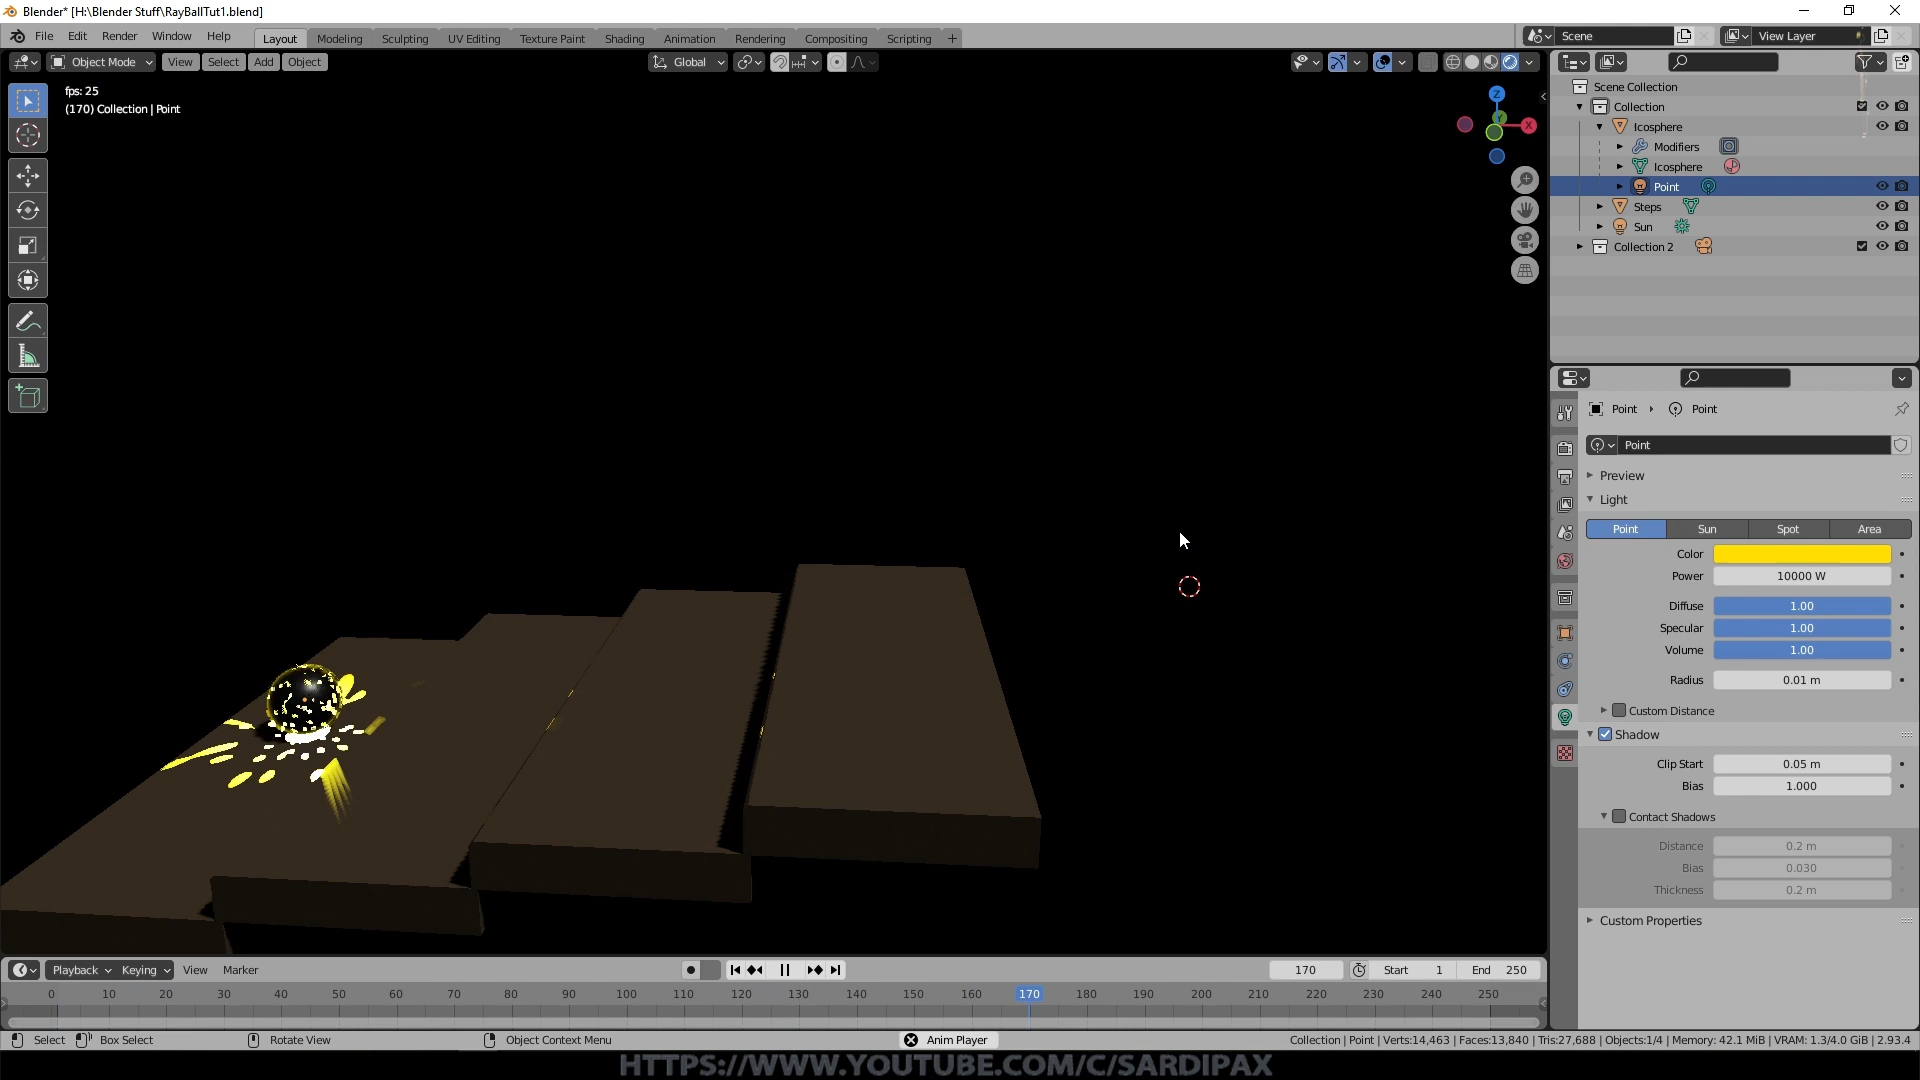 Blender* [H:\Blender Stuff\RayBallTut1.blend]
File Edit Render Window Help Layout Modeling Sculpting UV Editing Texture Paint Shading Animation Rendering Compositing Scripting + Scene View Layer
Object Mode View Select Add Object Global
fps: 25
(170) Collection | Point
Z
Y
X
Scene Collection
Collection
Icosphere
Modifiers
Icosphere
Point
Steps
Sun
Collection 2
Point Point
Point
Preview
Light
Point Sun Spot Area
Color
Power 10000 W
Diffuse 1.00
Specular 1.00
Volume 1.00
Radius 0.01 m
Custom Distance
Shadow
Clip Start 0.05 m
Bias 1.000
Contact Shadows
Distance 0.2 m
Bias 0.030
Thickness 0.2 m
Custom Properties
Playback Keying View Marker 170 Start 1 End 250
0 10 20 30 40 50 60 70 80 90 100 110 120 130 140 150 160 170 180 190 200 210 220 230 240 250
Select Box Select Rotate View Object Context Menu Anim Player Collection | Point | Verts:14,463 | Faces:13,840 | Tris:27,688 | Objects:1/4 | Memory: 42.1 MiB | VRAM: 1.3/4.0 GiB | 2.93.4
HTTPS://WWW.YOUTUBE.COM/C/SARDIPAX